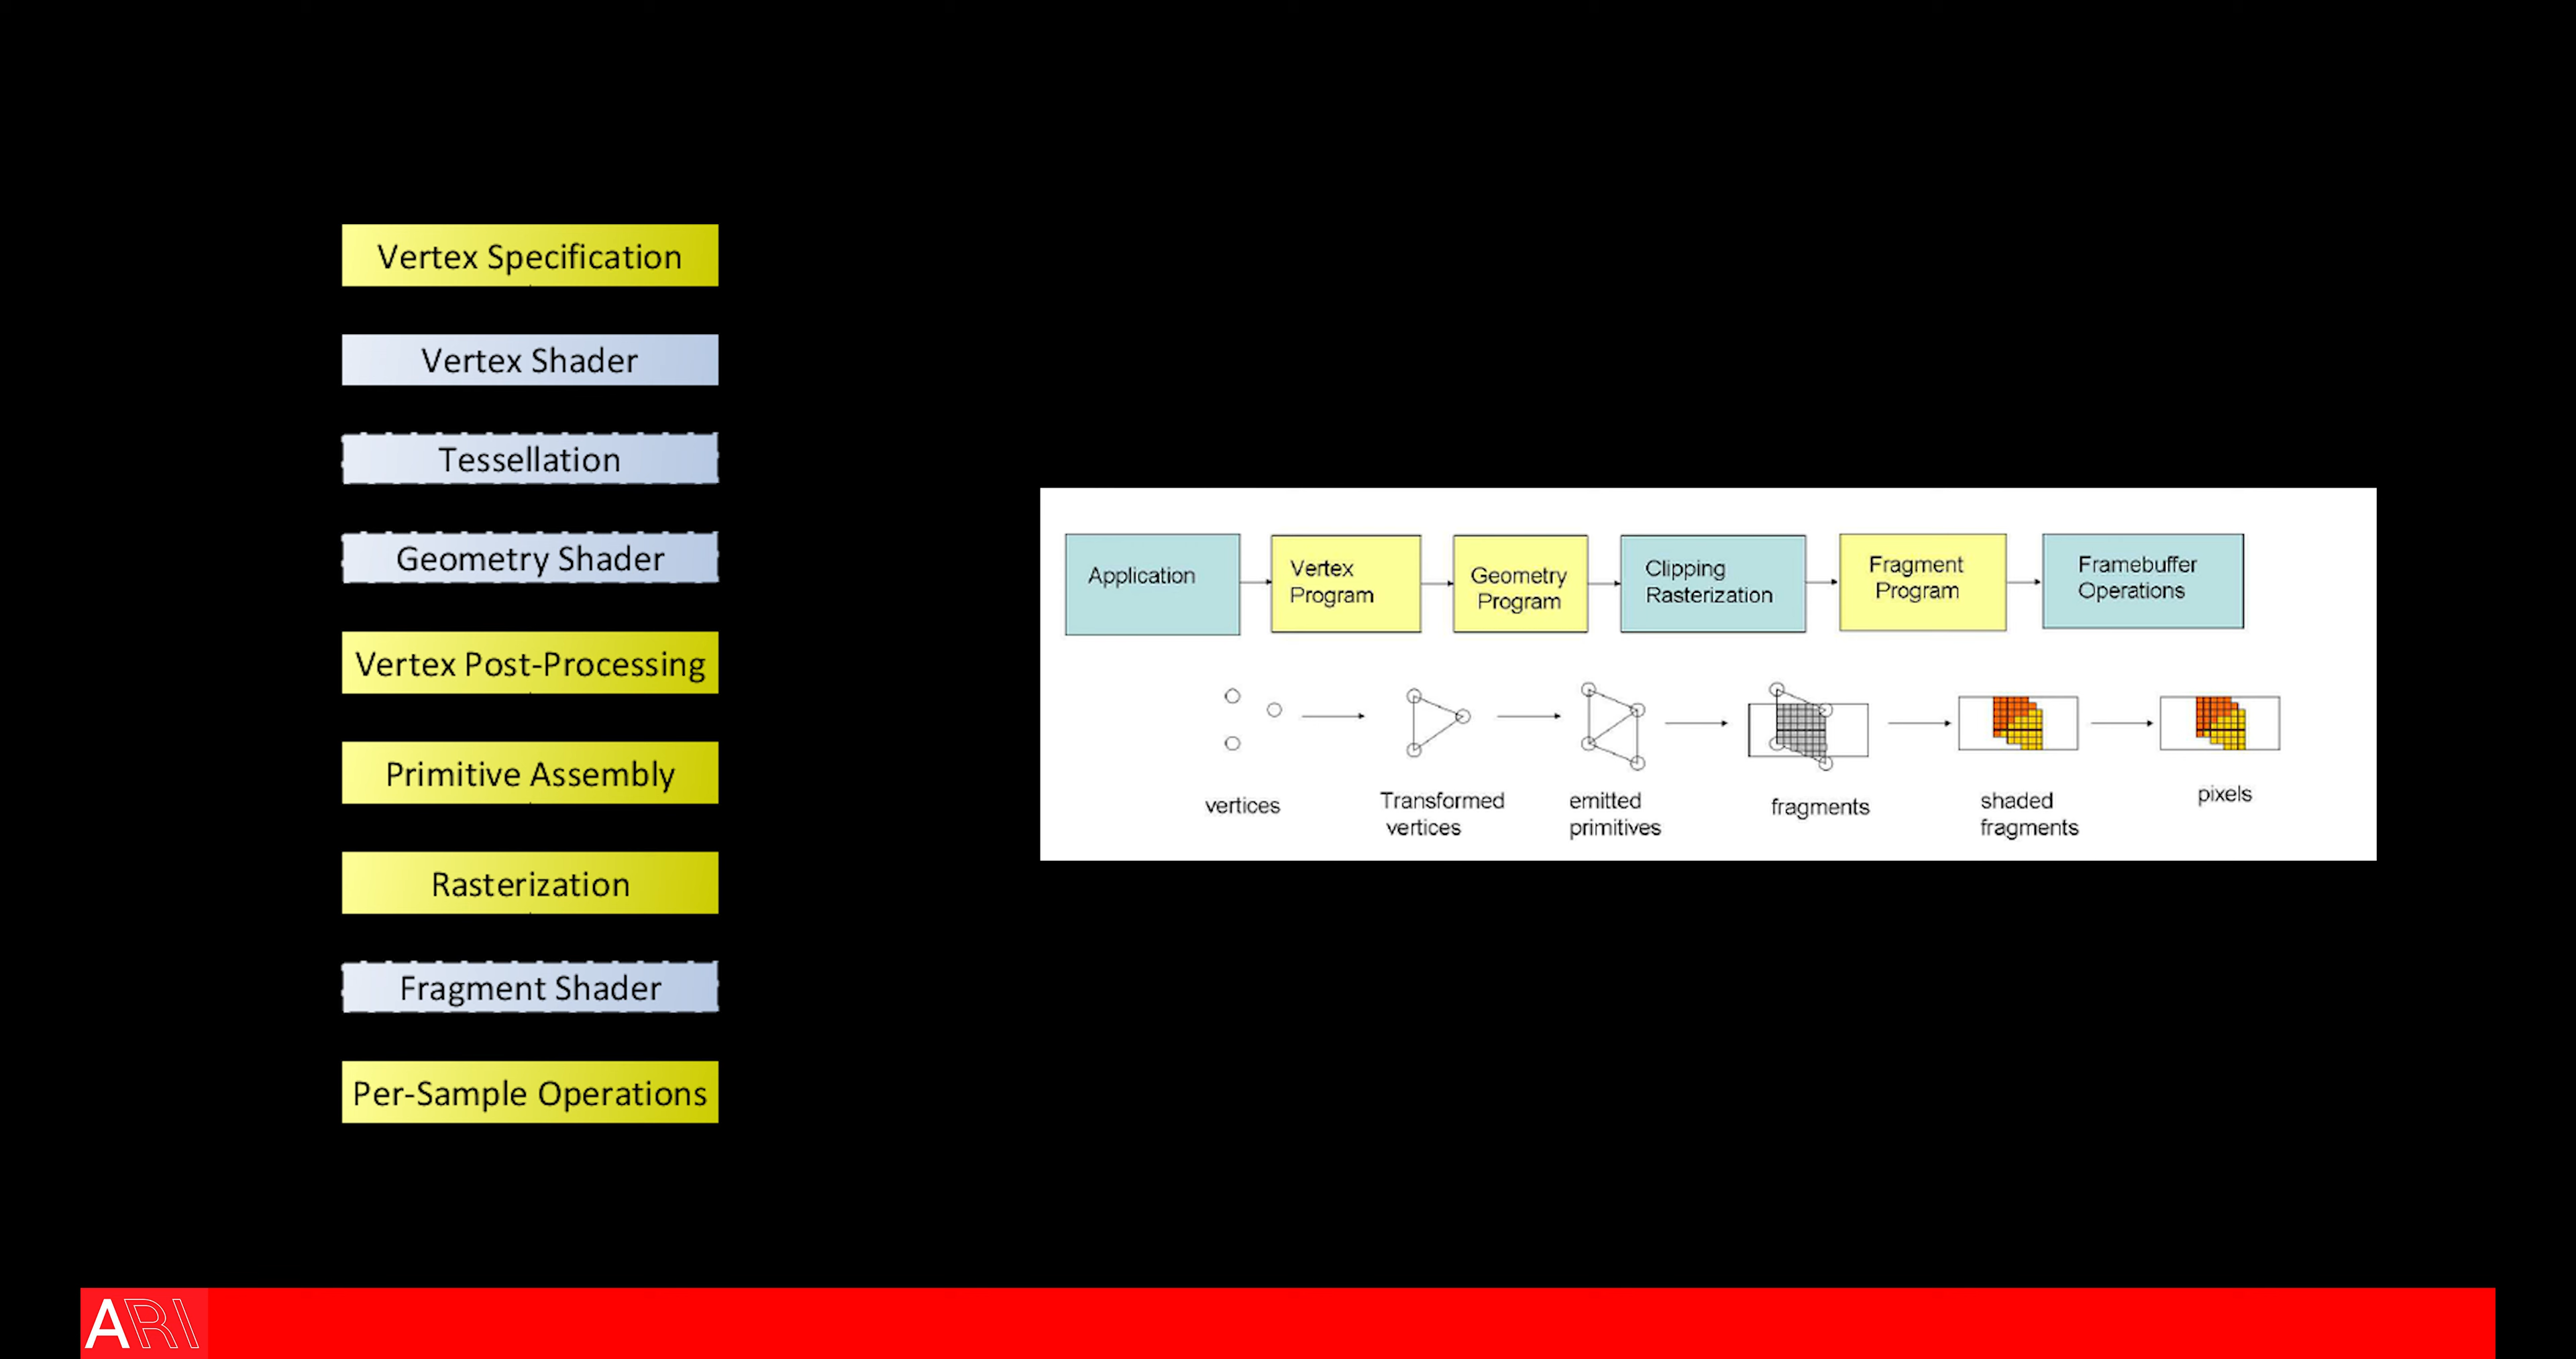 Vertex Specification
Vertex Shader
Tessellation
Geometry Shader
Vertex Post-Processing
Primitive Assembly
Rasterization
Fragment Shader
Per-Sample Operations
Application
Vertex
Program
Geometry
Program
Clipping
Rasterization
Fragment
Program
Framebuffer
Operations
vertices
Transformed
vertices
emitted
primitives
fragments
shaded
fragments
pixels
ARI